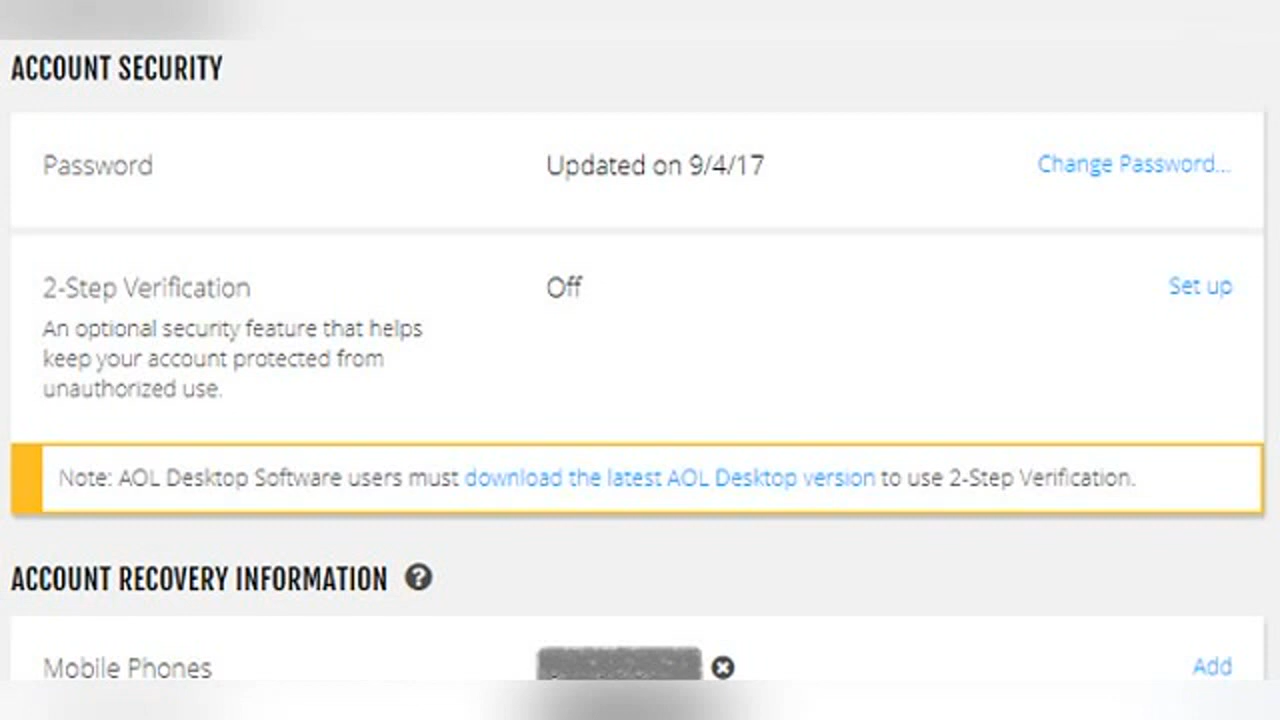 ACCOUNT SECURITY
Password Updated on 9/4/17 Change Password...
2-Step Verification Off Set up
An optional security feature that helps
keep your account protected from
unauthorized use.
Note: AOL Desktop Software users must download the latest AOL Desktop version to use 2-Step Verification.
ACCOUNT RECOVERY INFORMATION ?
Mobile Phones Add